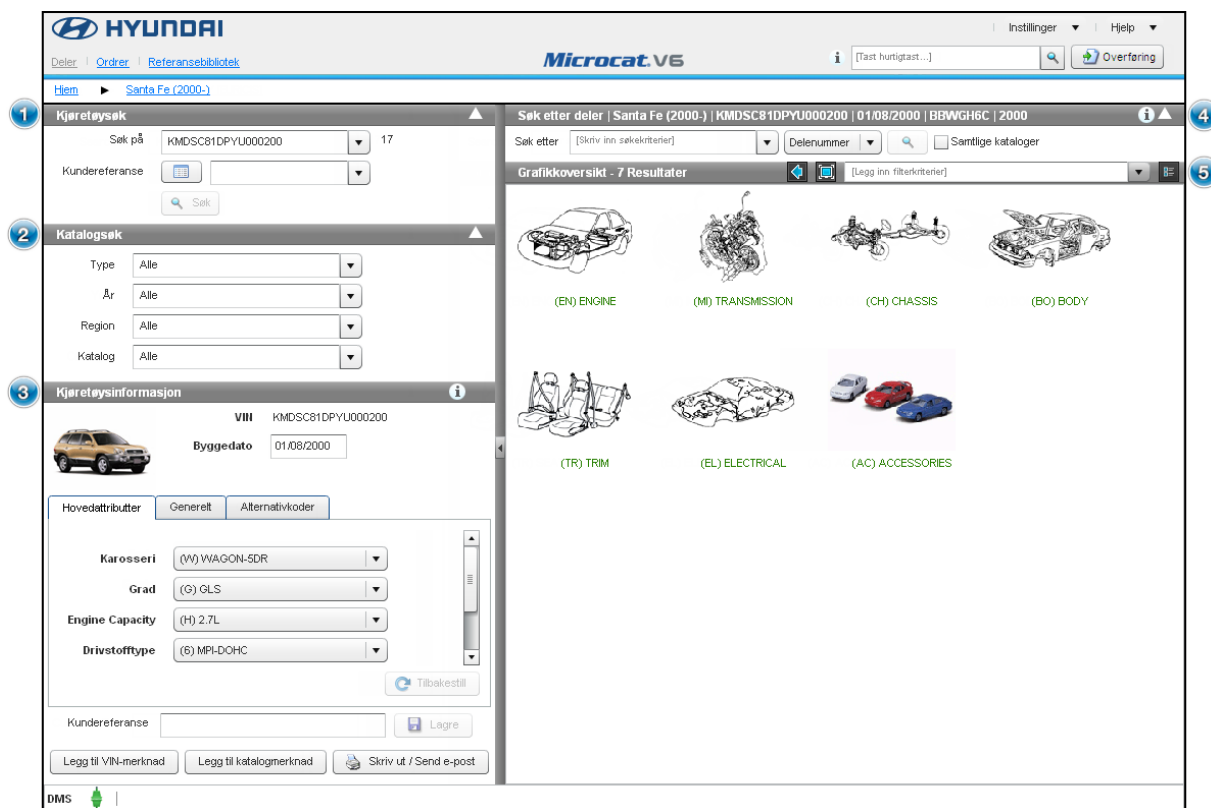 HYUNDAI
Instillinger
Hjelp
Deler
Ordrer
Referansebibliotek
Microcat. V6
[Tast hurtigtast...]
Overføring
Hjem
Santa Fe (2000-)
1
Kjøretøysøk
Søk på
KMDSC81DPYU000200
17
Kundereferanse
Søk
2
Katalogsøk
Type
Alle
År
Alle
Region
Alle
Katalog
Alle
3
Kjøretøysinformasjon
VIN
KMDSC81DPYU000200
Byggedato
01/08/2000
Hovedattributter
Generelt
Alternativkoder
Karosseri
(W) WAGON-5DR
Grad
(G) GLS
Engine Capacity
(H) 2.7L
Drivstofftype
(6) MPI-DOHC
Tilbakestill
Kundereferanse
Lagre
Legg til VIN-merknad
Legg til katalogmerknad
Skriv ut / Send e-post
DMS
Søk etter deler | Santa Fe (2000-) | KMDSC81DPYU000200 | 01/08/2000 | BBWGH6C | 2000
4
Søk etter
[Skriv inn søkekriterier]
Delenummer
Samtlige kataloger
Grafikkoversikt - 7 Resultater
[Legg inn filterkriterier]
5
(EN) ENGINE
(MI) TRANSMISSION
(CH) CHASSIS
(BO) BODY
(TR) TRIM
(EL) ELECTRICAL
(AC) ACCESSORIES